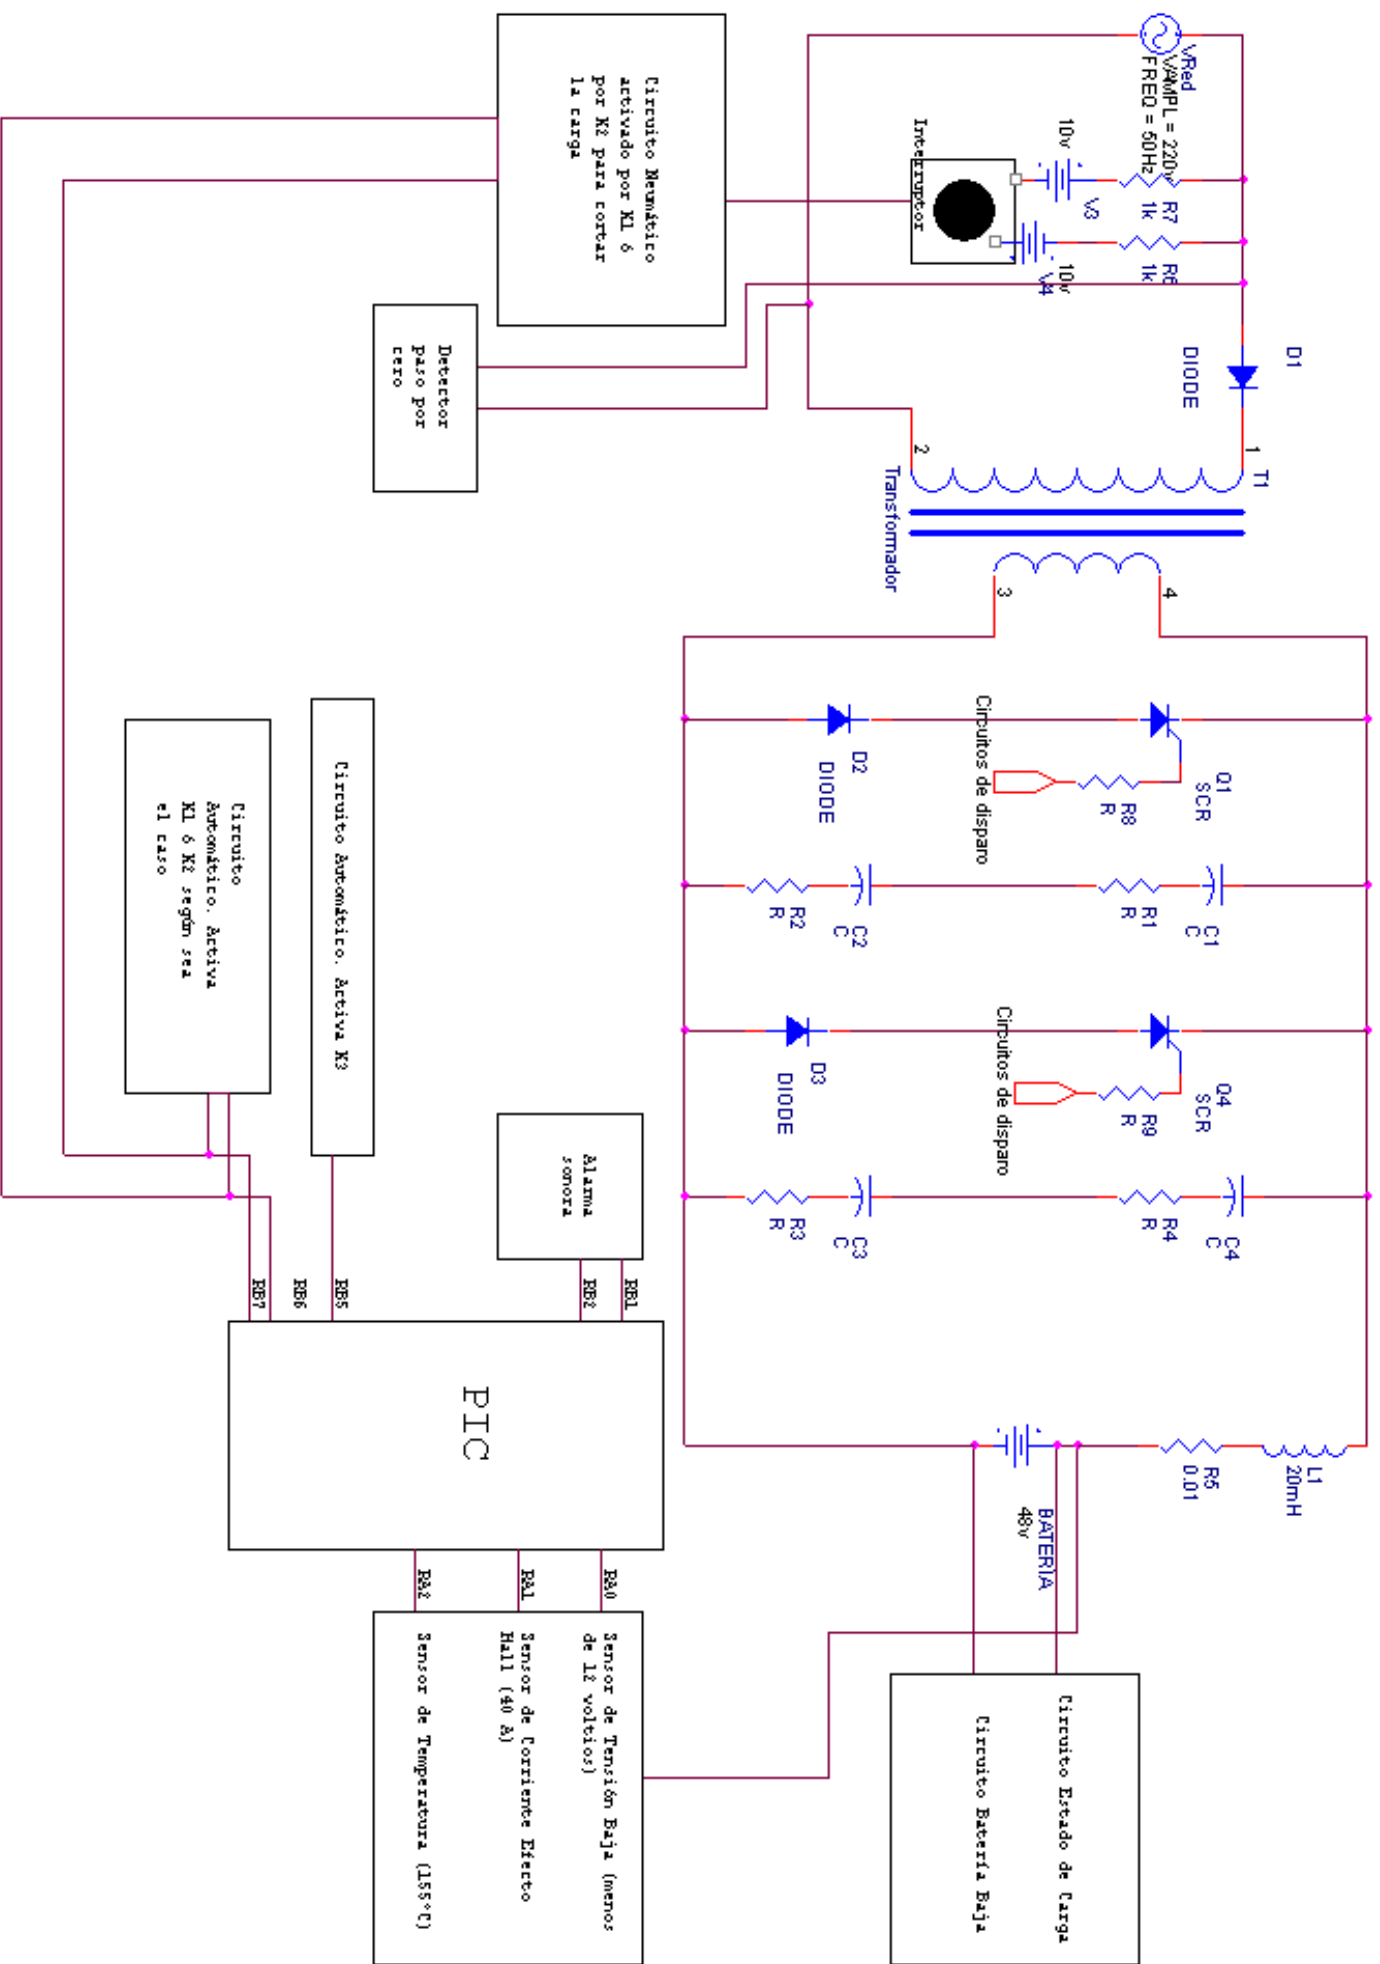 VRed
VAMPL = 220v
FREQ = 50Hz
R7
1k
V3
10v
R6
1k
V4
10v
Interruptor
Circuito Neumático
activado por K1 ó
por K2 para cortar
la carga
Detector
paso por
cero
D1
DIODE
1
2
T1
Transformador
3
4
Q1
SCR
R8
R
Circuitos de disparo
D2
DIODE
C1
C
R1
R
C2
C
R2
R
Q4
SCR
R9
R
Circuitos de disparo
D3
DIODE
C4
C
R4
R
C3
C
R3
R
L1
20mH
R5
0.01
BATERÍA
48v
Circuito Estado de Carga
Circuito Batería Baja
Circuito Automático. Activa K3
Circuito
Automático. Activa
K1 ó K2 según sea
el caso
Alarma
sonora
RB1
RB2
RB5
RB6
RB7
PIC
RA0
RA1
RA2
Sensor de Tensión Baja (menos
de 12 voltios)
Sensor de Corriente Efecto
Hall (40 A)
Sensor de Temperatura (155°C)